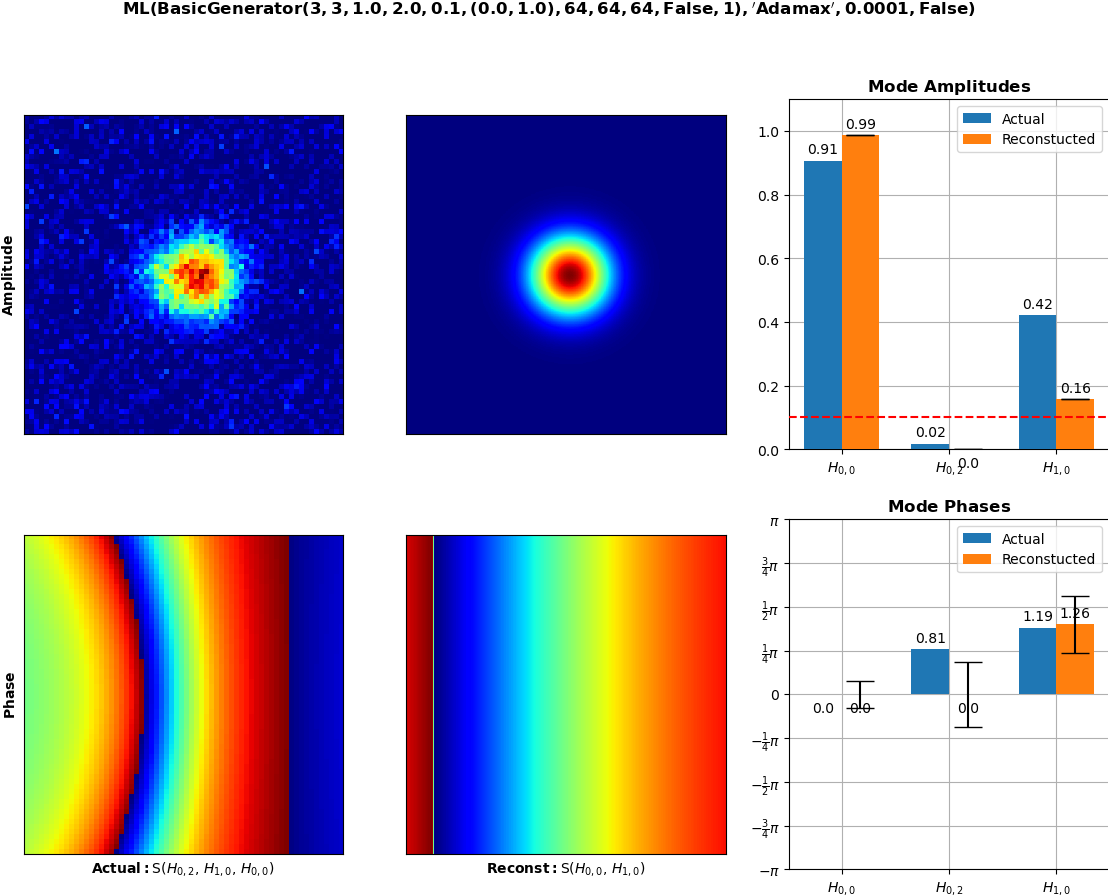 ML(BasicGenerator(3, 3, 1.0, 2.0, 0.1, (0.0, 1.0), 64, 64, 64, False, 1), ′Adamax′, 0.0001, False)
Amplitude
Mode Amplitudes
Actual
Reconstucted
1.0
0.8
0.6
0.4
0.2
0.0
0.91
0.99
0.02
0.0
0.42
0.16
H0,0
H0,2
H1,0
Phase
Actual: S(H0,2, H1,0, H0,0)
Reconst: S(H0,0, H1,0)
Mode Phases
Actual
Reconstucted
π
3/4π
1/2π
1/4π
0
−1/4π
−1/2π
−3/4π
−π
0.0
0.0
0.81
0.0
1.19
1.26
H0,0
H0,2
H1,0